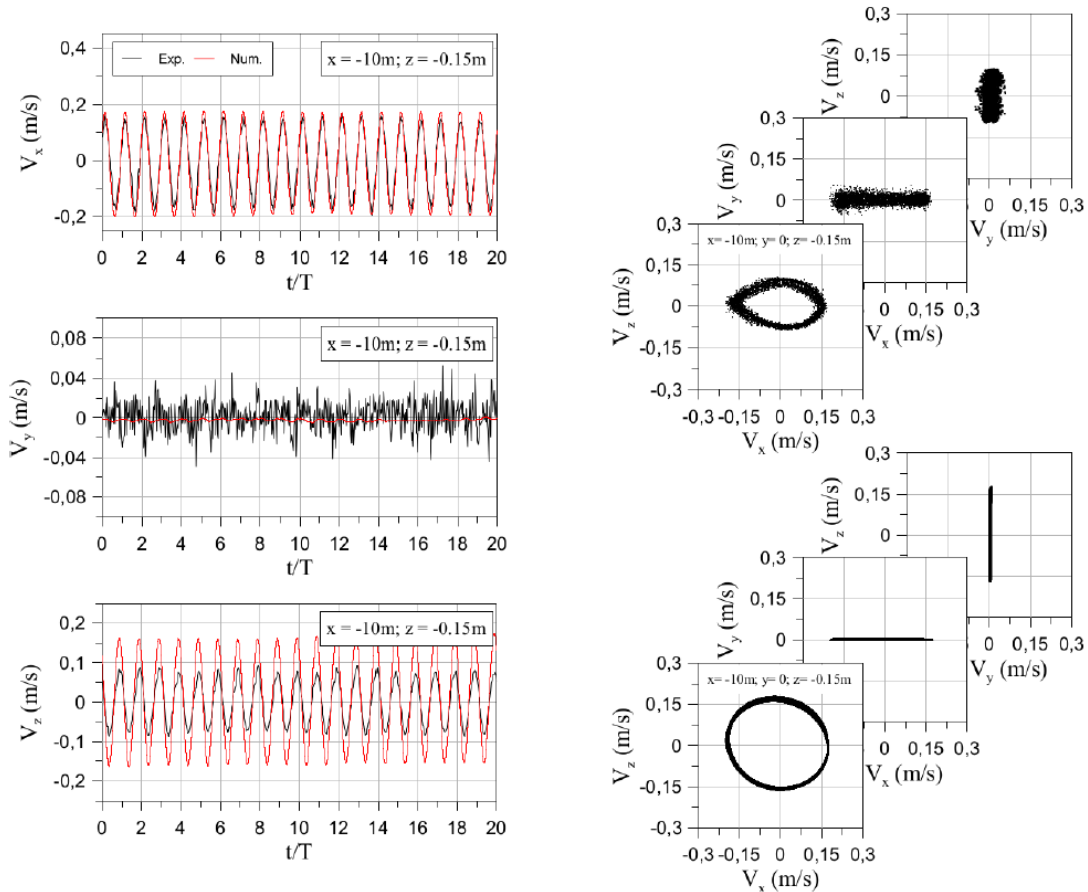 0,4
0,2
0
-0,2
V_x (m/s)
Exp. Num.
x = -10m; z = -0.15m
0 2 4 6 8 10 12 14 16 18 20
t/T
0,08
0,04
0
-0,04
-0,08
V_y (m/s)
x = -10m; z = -0.15m
0 2 4 6 8 10 12 14 16 18 20
t/T
0,2
0,1
0
-0,1
-0,2
V_z (m/s)
x = -10m; z = -0.15m
0 2 4 6 8 10 12 14 16 18 20
t/T
0,3
0,15
0
V_z (m/s)
0 0,15 0,3
V_y (m/s)
0,3
0,15
0
V_y (m/s)
0 0,15 0,3
V_x (m/s)
0,3
0,15
0
-0,15
-0,3
V_z (m/s)
x= -10m; y= 0; z= -0.15m
-0,3 -0,15 0 0,15 0,3
V_x (m/s)
0,3
0,15
0
V_z (m/s)
0 0,15 0,3
V_y (m/s)
0,3
0,15
0
V_y (m/s)
0 0,15 0,3
V_x (m/s)
0,3
0,15
0
-0,15
-0,3
V_z (m/s)
x= -10m; y= 0; z= -0.15m
-0,3 -0,15 0 0,15 0,3
V_x (m/s)